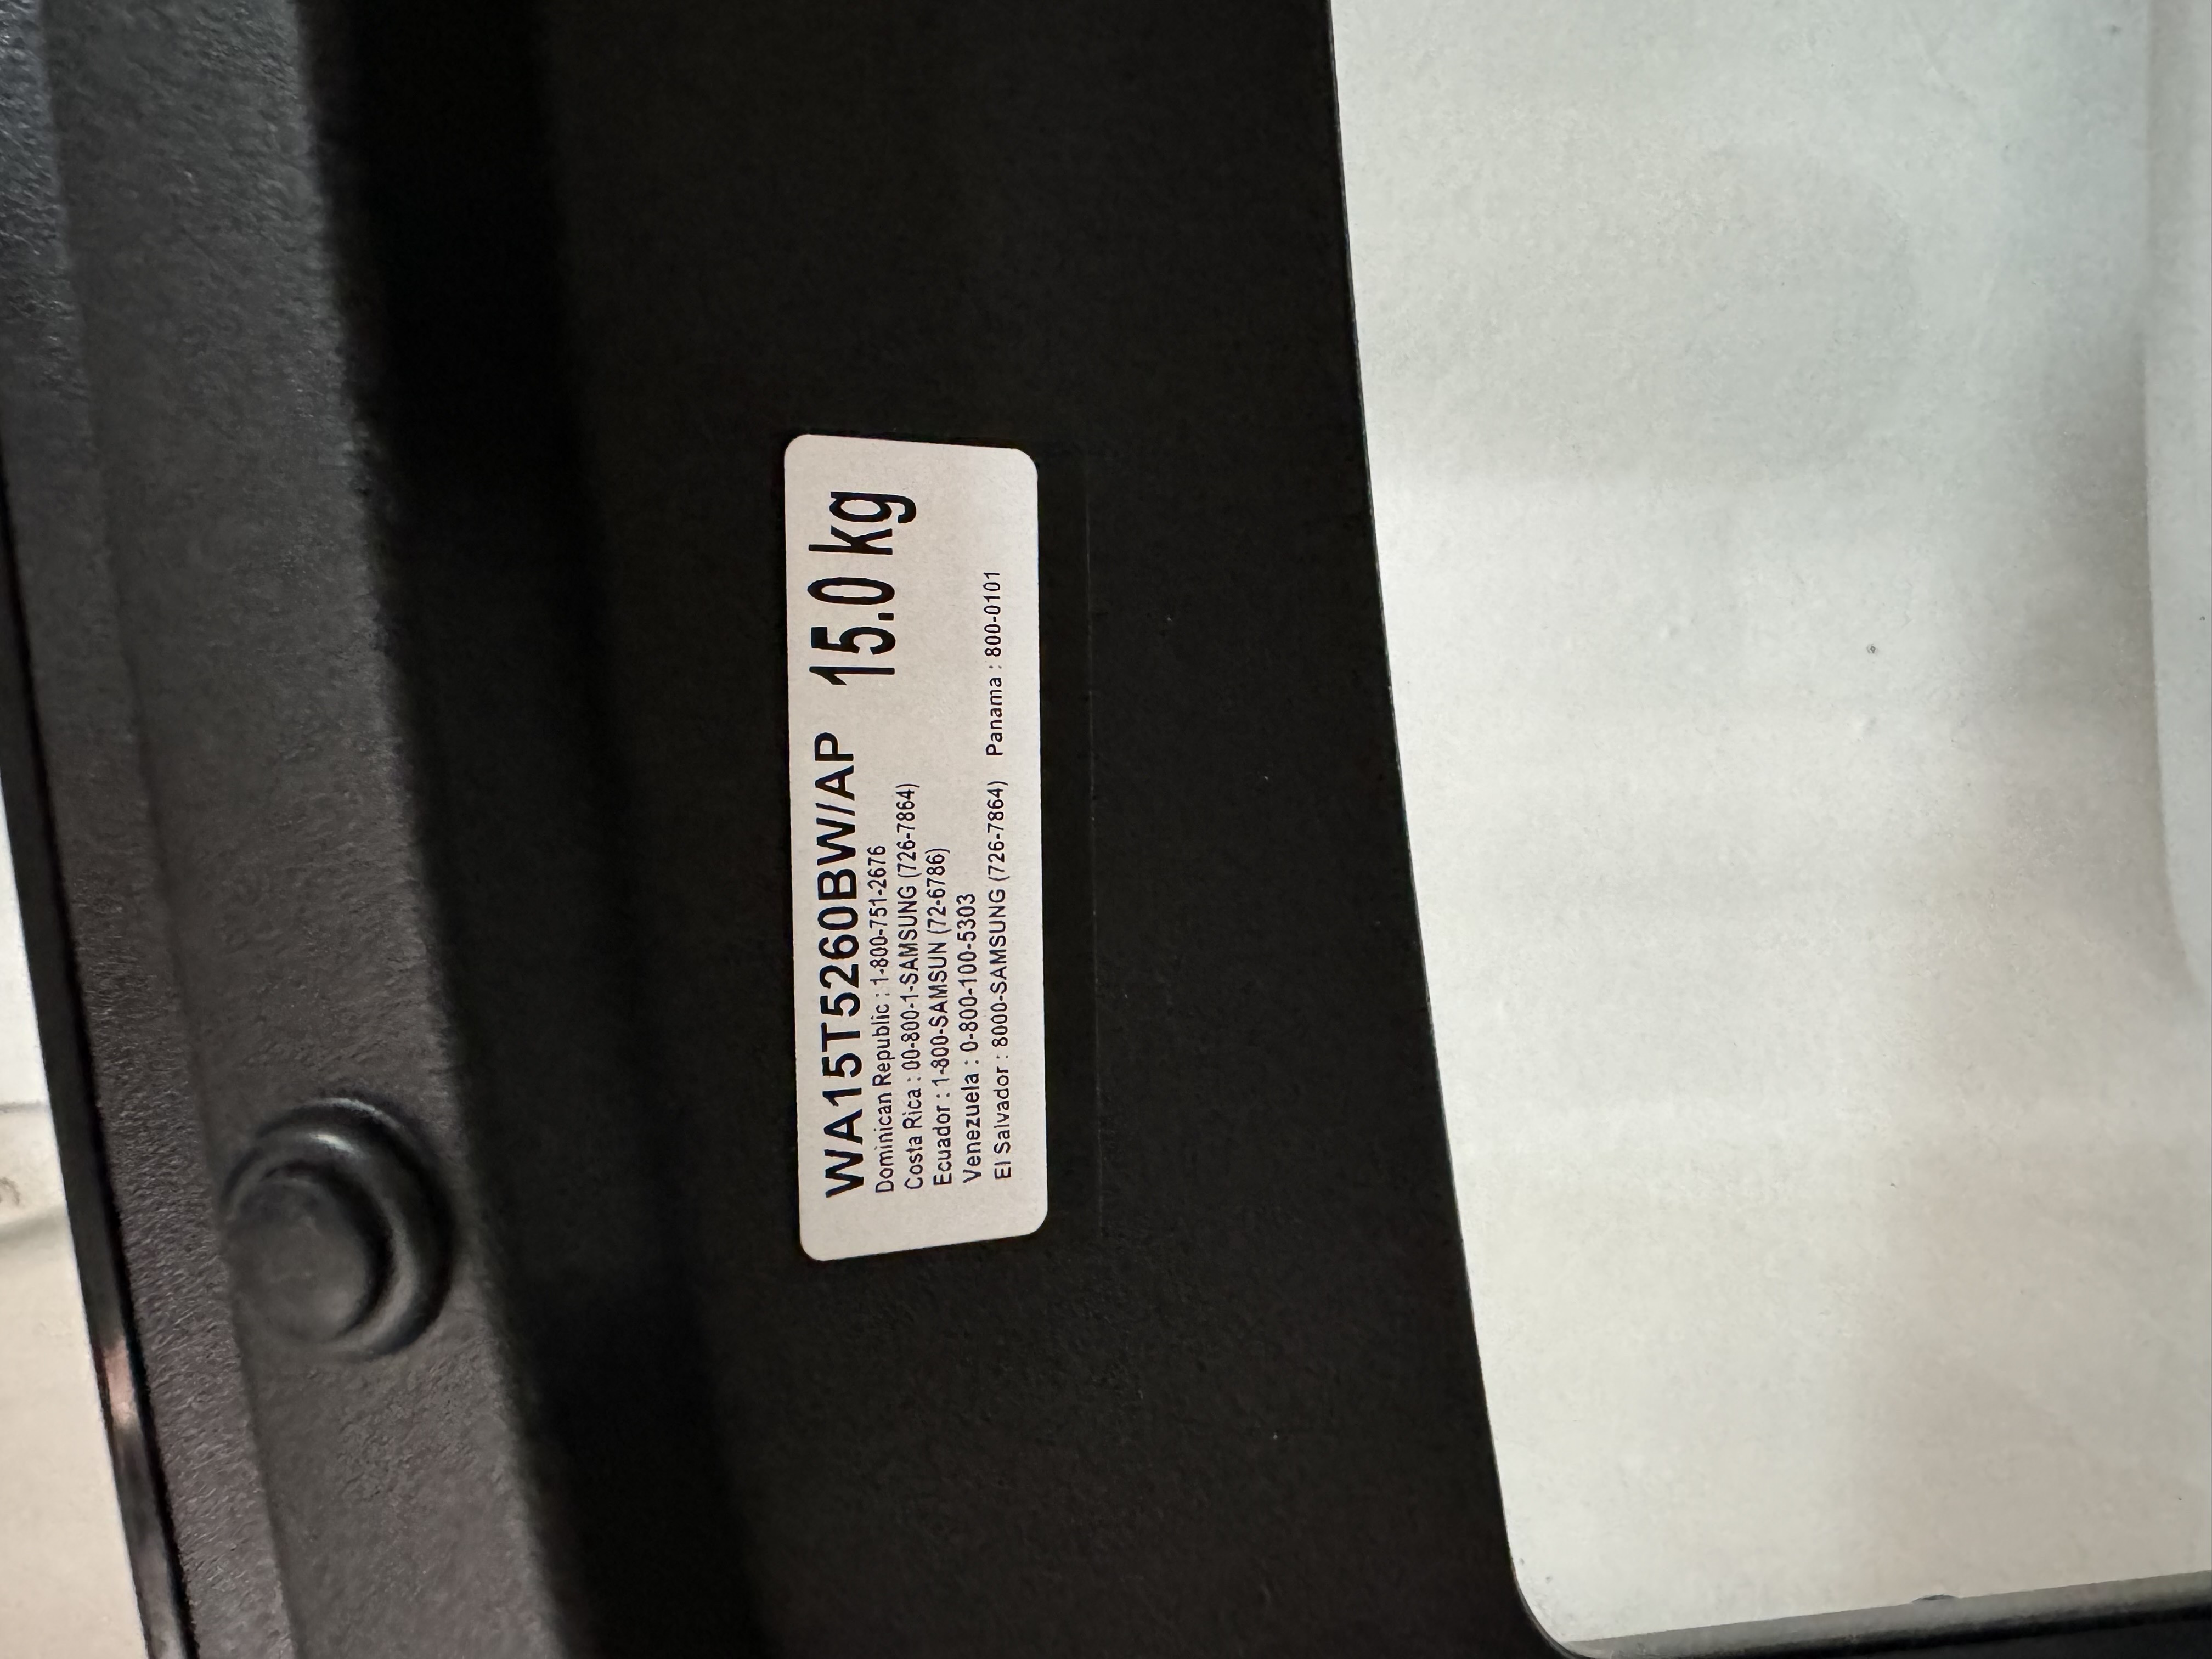 WA15T5260BW/AP 15.0 kg
Dominican Republic : 1-800-751-2676
Costa Rica : 00-800-1-SAMSUNG (726-7864)
Ecuador : 1-800-SAMSUN (72-6786)
Venezuela : 0-800-100-5303
El Salvador : 8000-SAMSUNG (726-7864) Panama : 800-0101